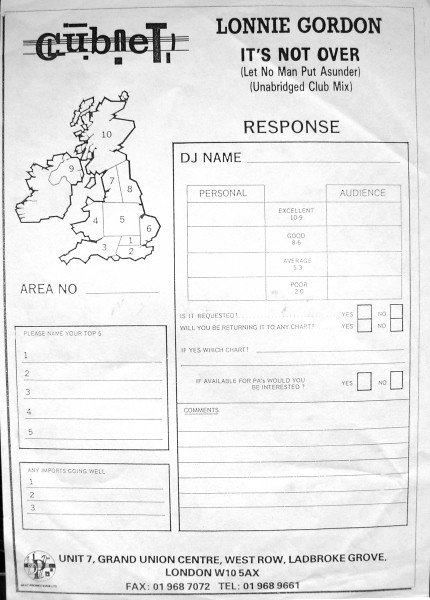 Clubnet
LONNIE GORDON
IT'S NOT OVER
(Let No Man Put Asunder)
(Unabridged Club Mix)
RESPONSE
10
9
7
8
4
5
6
3
1
2
AREA NO
DJ NAME
PERSONAL
AUDIENCE
EXCELLENT
10-9
GOOD
8-6
AVERAGE
5-3
POOR
2-0
IS IT REQUESTED?
YES NO
WILL YOU BE RETURNING IT TO ANY CHART?
YES NO
IF YES WHICH CHART?
IF AVAILABLE FOR PA's WOULD YOU
BE INTERESTED?
YES NO
COMMENTS
PLEASE NAME YOUR TOP 5
1
2
3
4
5
ANY IMPORTS GOING WELL
1
2
3
UNIT 7, GRAND UNION CENTRE, WEST ROW, LADBROKE GROVE,
LONDON W10 5AX
FAX: 01 968 7072 TEL: 01 968 9661